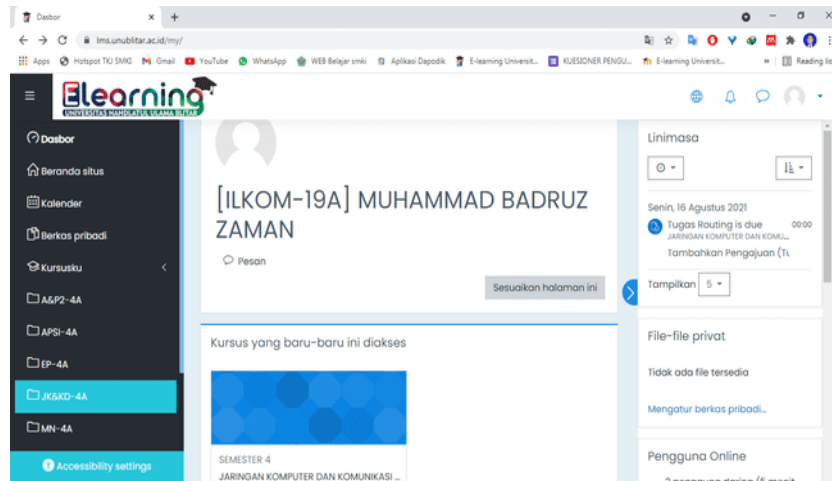 Dasbor
lms.unublitar.ac.id/my/
Apps Hotspot TKJ SMKI Gmail YouTube WhatsApp WEB Belajar smki Aplikasi Dapodik E-learning Universit... KUESIONER PENGU... E-learning Universit... » Reading lis
Elearning
UNIVERSITAS NAHDLATUL ULAMA BLITAR
Dasbor
Beranda situs
Kalender
Berkas pribadi
Kursusku
A&P2-4A
APSI-4A
EP-4A
JK&KD-4A
MN-4A
Accessibility settings
[ILKOM-19A] MUHAMMAD BADRUZ
ZAMAN
Pesan
Sesuaikan halaman ini
Kursus yang baru-baru ini diakses
SEMESTER 4
JARINGAN KOMPUTER DAN KOMUNIKASI ...
Linimasa
Senin, 16 Agustus 2021
Tugas Routing is due 00:00
JARINGAN KOMPUTER DAN KOMU...
Tambahkan Pengajuan (Tu
Tampilkan 5
File-file privat
Tidak ada file tersedia
Mengatur berkas pribadi...
Pengguna Online
2 pengguna daring (5 menit